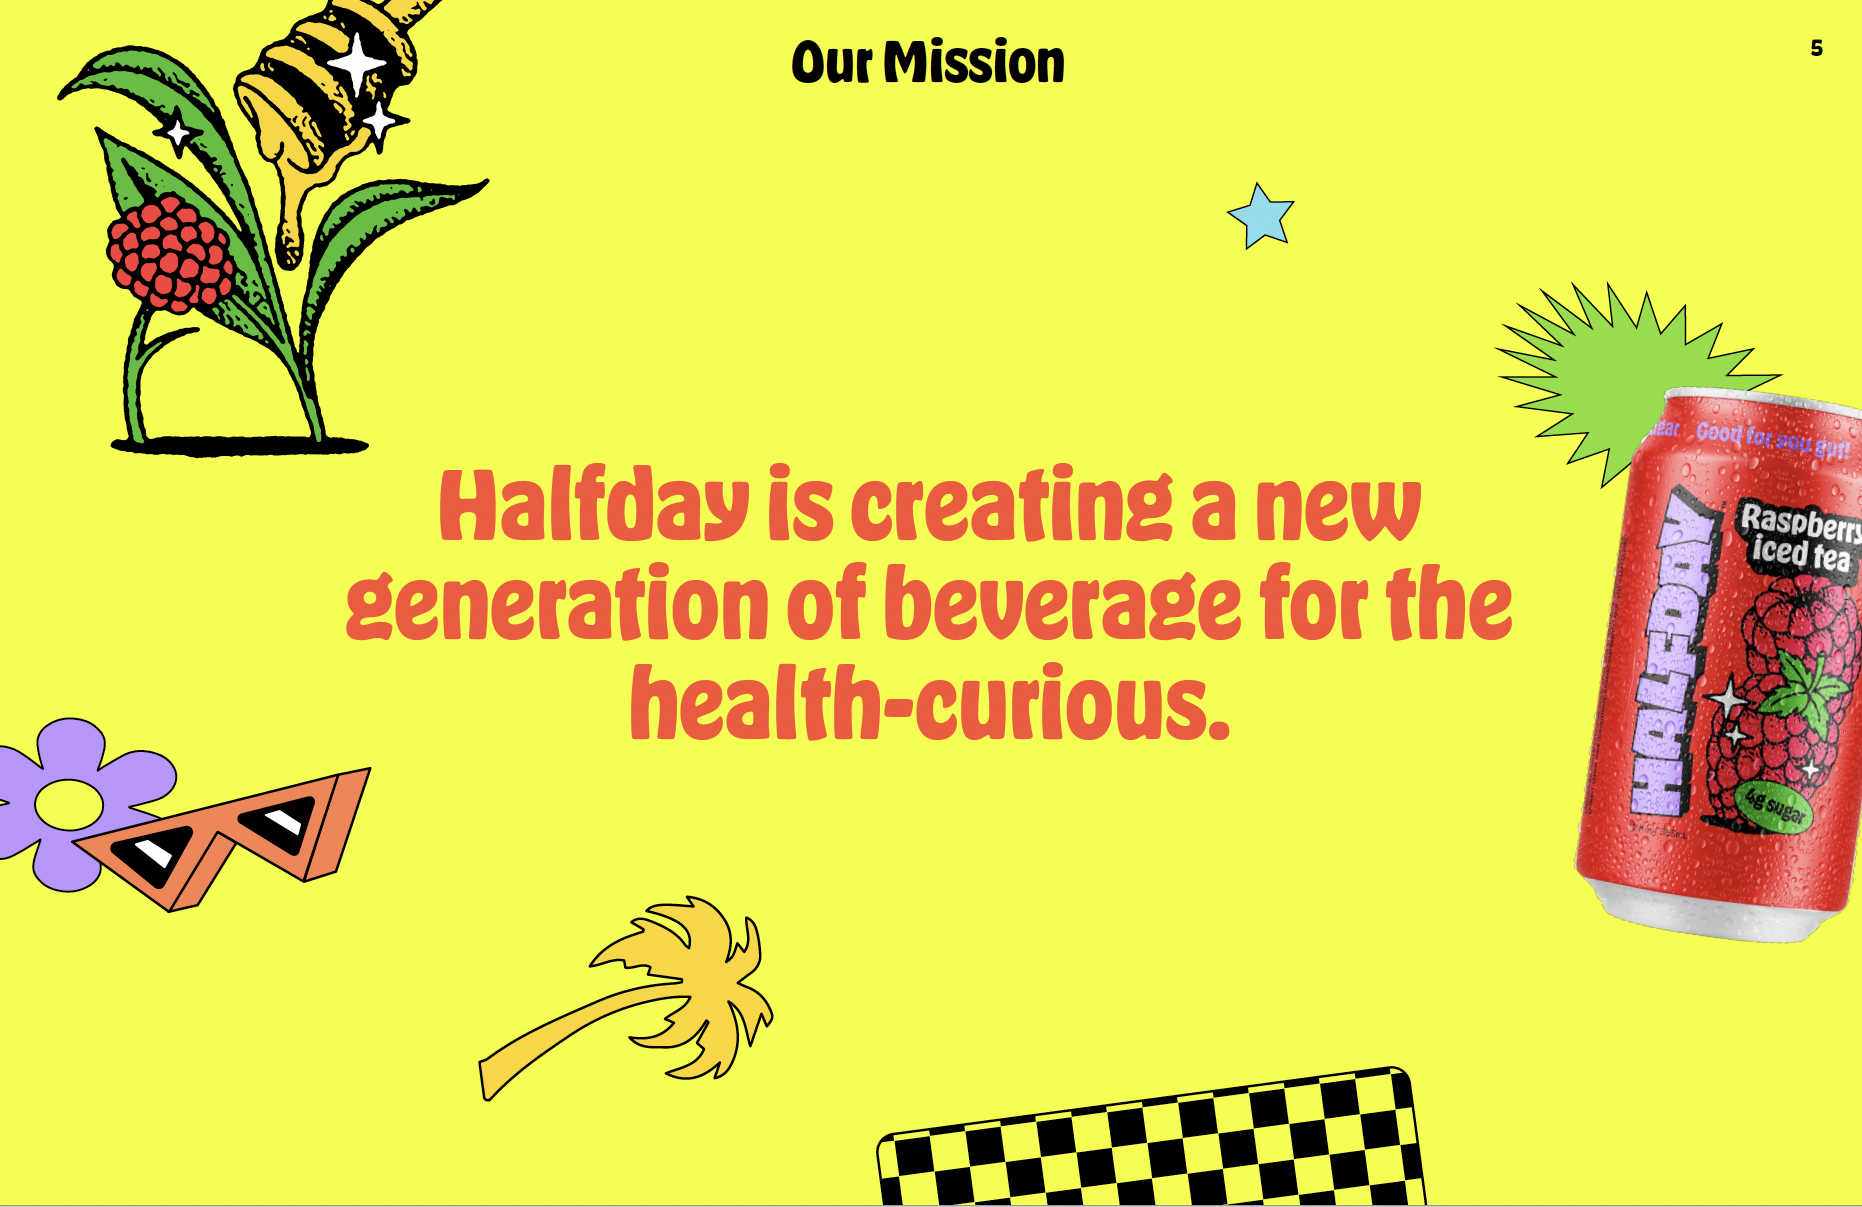 Our Mission
5
Halfday is creating a new
generation of beverage for the
health-curious.
Good for you gut!
HALFDAY
Raspberry
iced tea
4g sugar